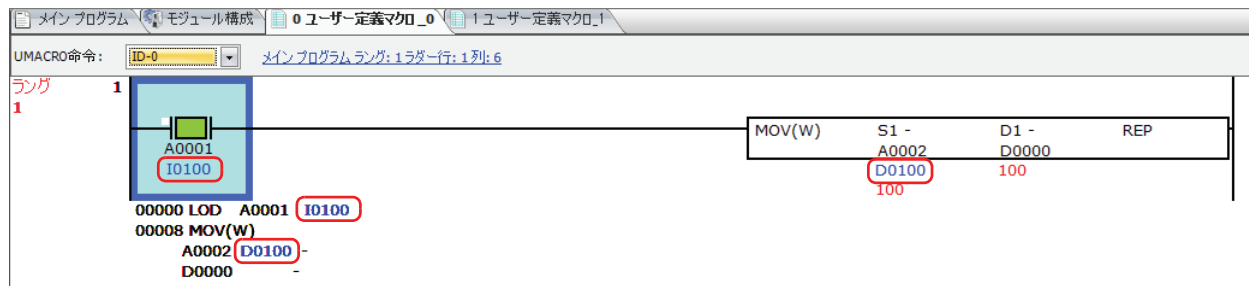 メイン プログラム モジュール構成 0 ユーザー定義マクロ_0 1 ユーザー定義マクロ_1
UMACRO命令: ID-0 メイン プログラム ラング: 1 ラダー行: 1 列: 6
ラング 1
1
MOV(W) S1 - D1 - REP
A0001 A0002 D0000
I0100 D0100 100
100
00000 LOD A0001 I0100
00008 MOV(W)
A0002 D0100 -
D0000 -